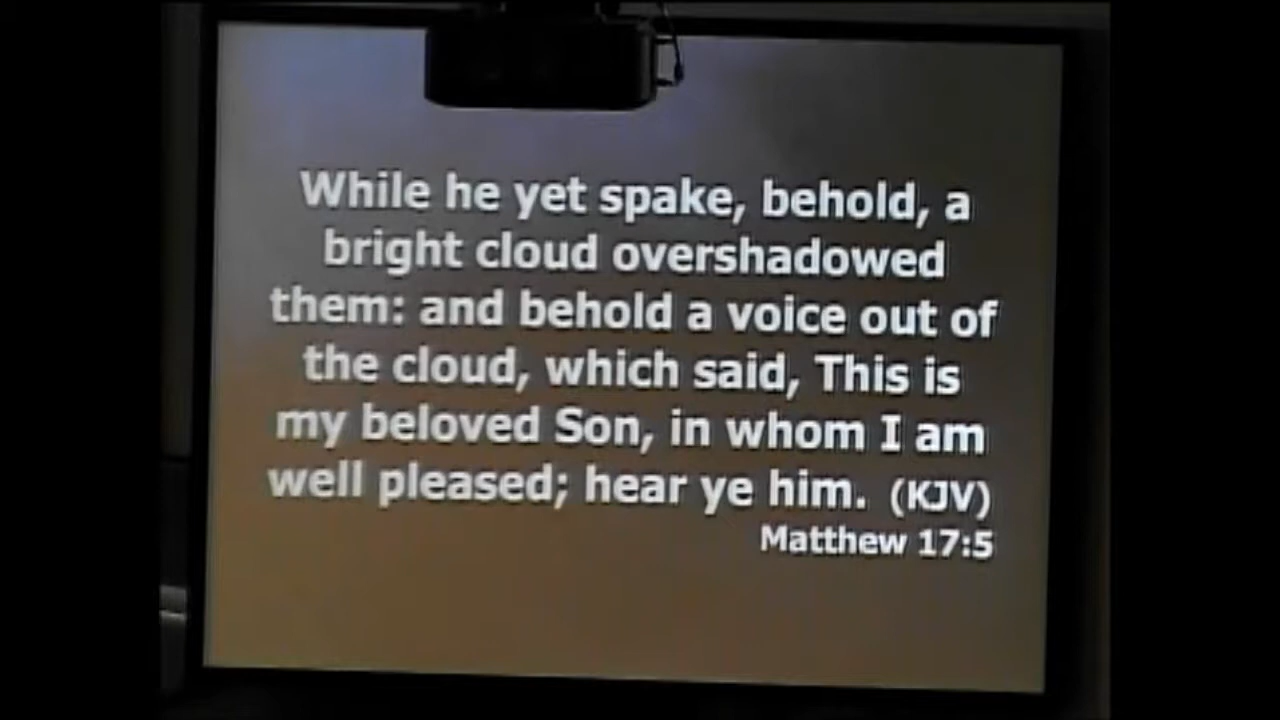 While he yet spake, behold, a
bright cloud overshadowed
them: and behold a voice out of
the cloud, which said, This is
my beloved Son, in whom I am
well pleased; hear ye him. (KJV)
Matthew 17:5